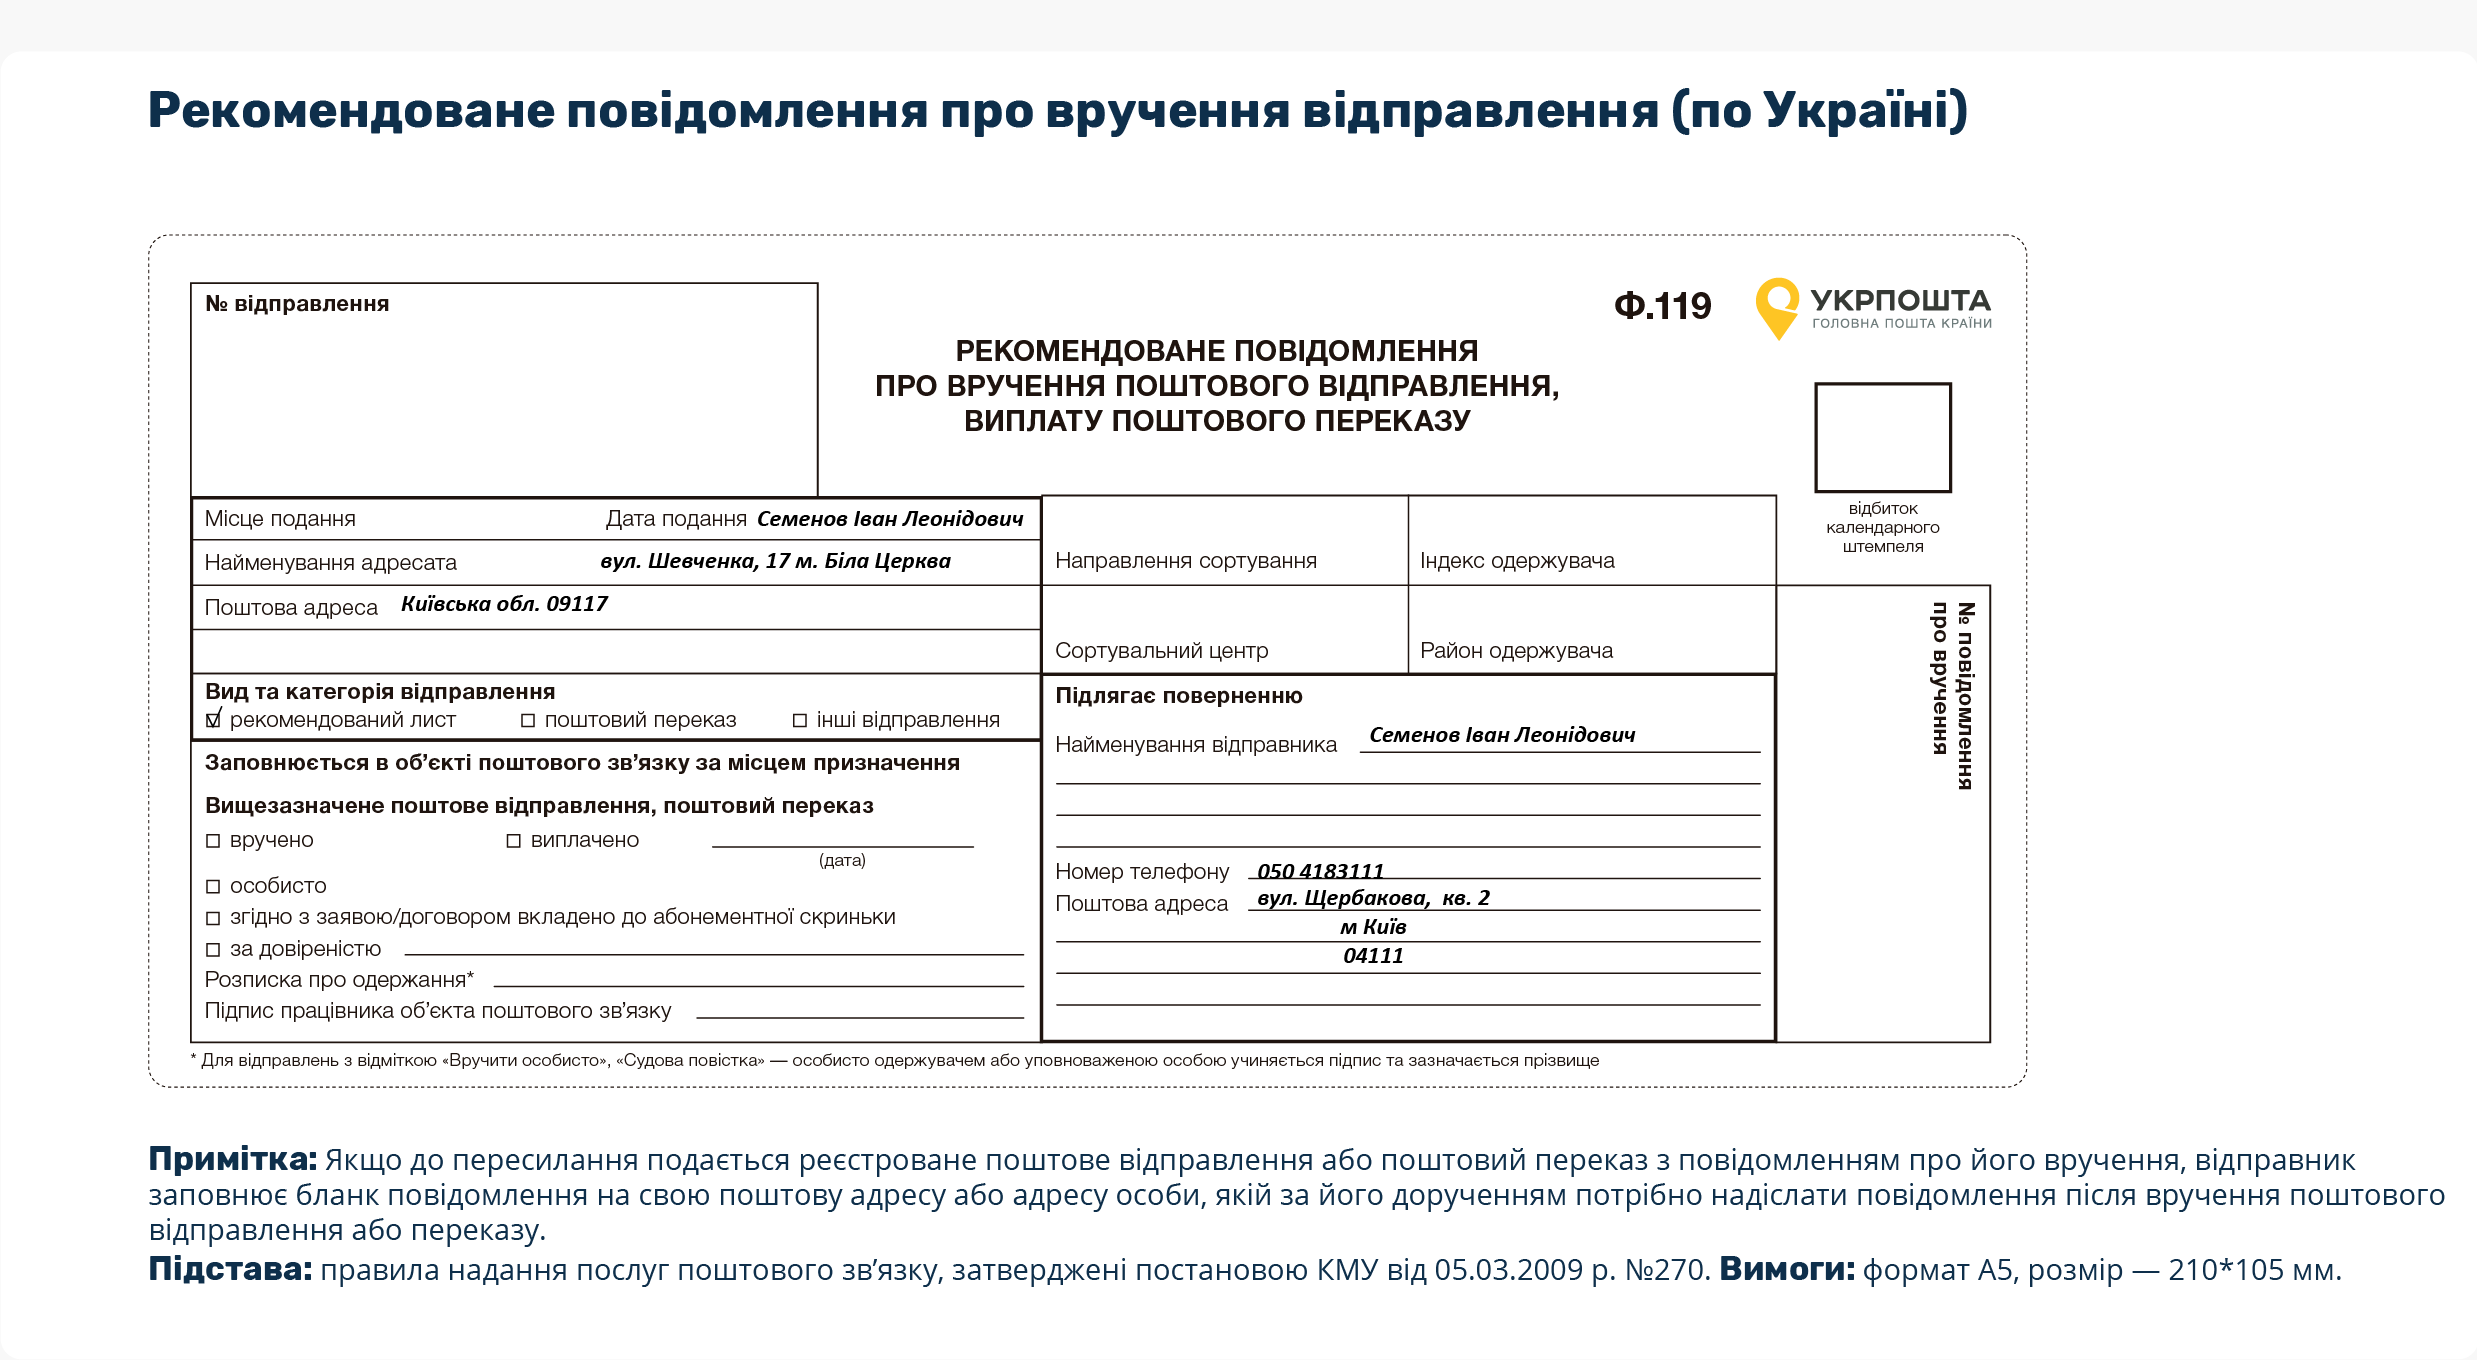 Рекомендоване повідомлення про вручення відправлення (по Україні)
№ відправлення
Ф.119
УКРПОШТА
ГОЛОВНА ПОШТА КРАЇНИ
РЕКОМЕНДОВАНЕ ПОВІДОМЛЕННЯ
ПРО ВРУЧЕННЯ ПОШТОВОГО ВІДПРАВЛЕННЯ,
ВИПЛАТУ ПОШТОВОГО ПЕРЕКАЗУ
відбиток
календарного
штемпеля
Місце подання Дата подання Семенов Іван Леонідович
Найменування адресата вул. Шевченка, 17 м. Біла Церква
Поштова адреса Київська обл. 09117
Направлення сортування Індекс одержувача
Сортувальний центр Район одержувача
Вид та категорія відправлення
рекомендований лист поштовий переказ інші відправлення
Заповнюється в об’єкті поштового зв’язку за місцем призначення
Вищезазначене поштове відправлення, поштовий переказ
вручено виплачено
(дата)
особисто
згідно з заявою/договором вкладено до абонементної скриньки
за довіреністю
Розписка про одержання*
Підпис працівника об’єкта поштового зв’язку
Підлягає поверненню
Найменування відправника Семенов Іван Леонідович
Номер телефону 050 4183111
Поштова адреса вул. Щербакова, кв. 2
м Київ
04111
№ повідомлення
про вручення
* Для відправлень з відміткою «Вручити особисто», «Судова повістка» — особисто одержувачем або уповноваженою особою учиняється підпис та зазначається прізвище
Примітка: Якщо до пересилання подається реєстроване поштове відправлення або поштовий переказ з повідомленням про його вручення, відправник
заповнює бланк повідомлення на свою поштову адресу або адресу особи, якій за його дорученням потрібно надіслати повідомлення після вручення поштового
відправлення або переказу.
Підстава: правила надання послуг поштового зв’язку, затверджені постановою КМУ від 05.03.2009 р. №270. Вимоги: формат А5, розмір — 210*105 мм.